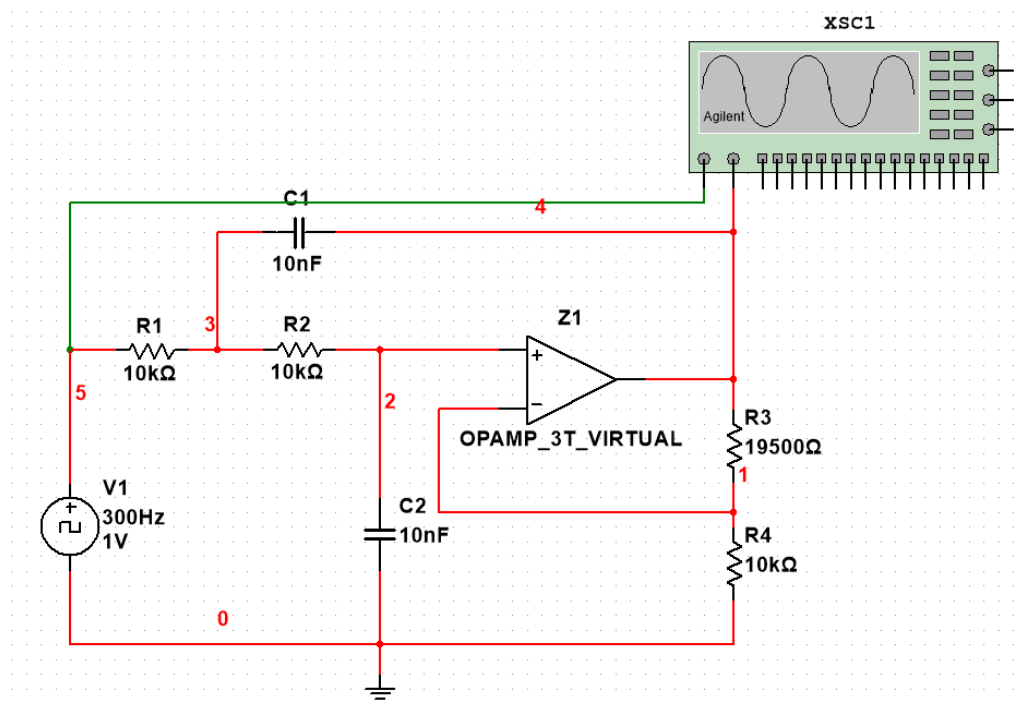 XSC1
Agilent
C1
4
10nF
R1
3
R2
Z1
10kΩ
10kΩ
+
5
2
−
OPAMP_3T_VIRTUAL
R3
19500Ω
1
V1
+
300Hz
1V
C2
10nF
R4
10kΩ
0